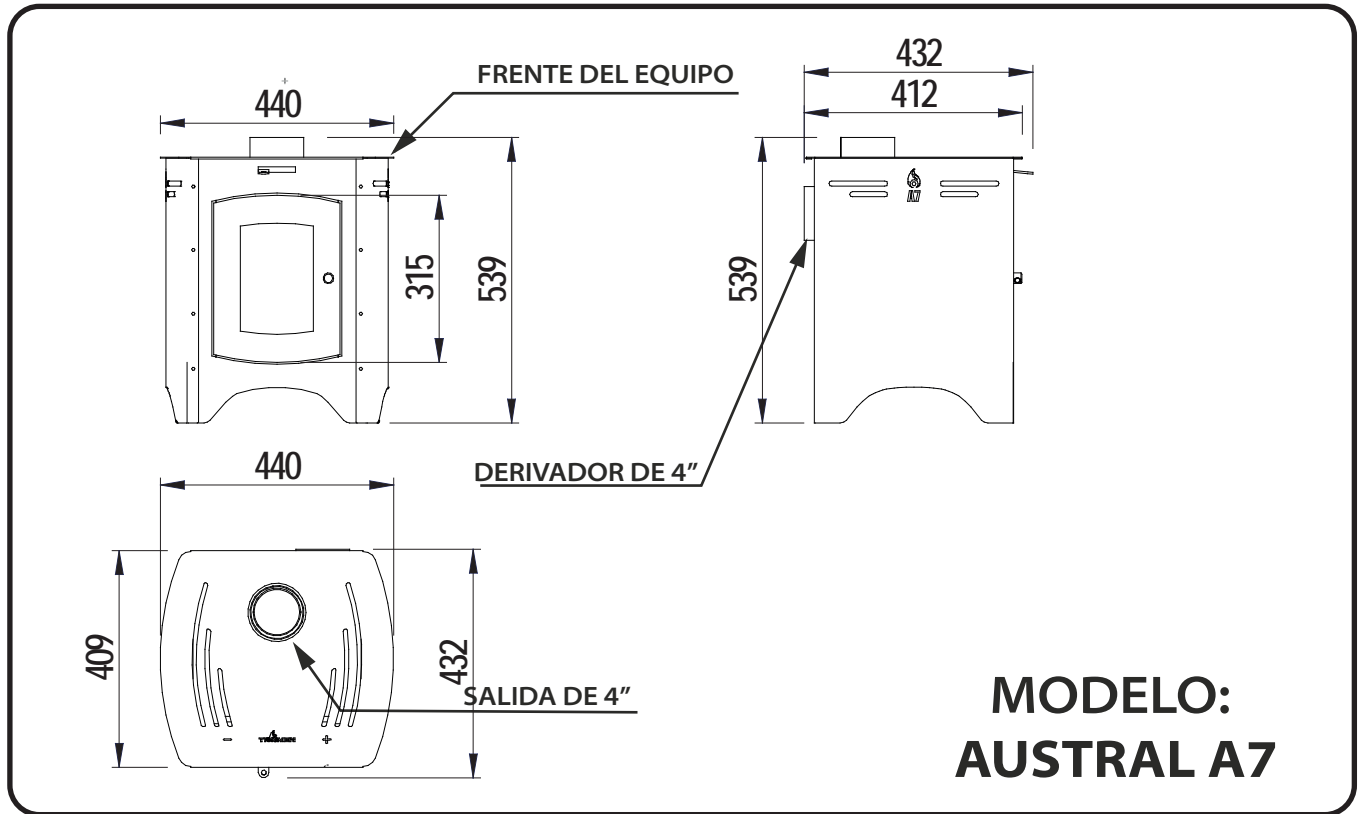 440
FRENTE DEL EQUIPO
315
539
432
412
A7
539
DERIVADOR DE 4”
440
409
432
SALIDA DE 4”
− +
MODELO:
AUSTRAL A7